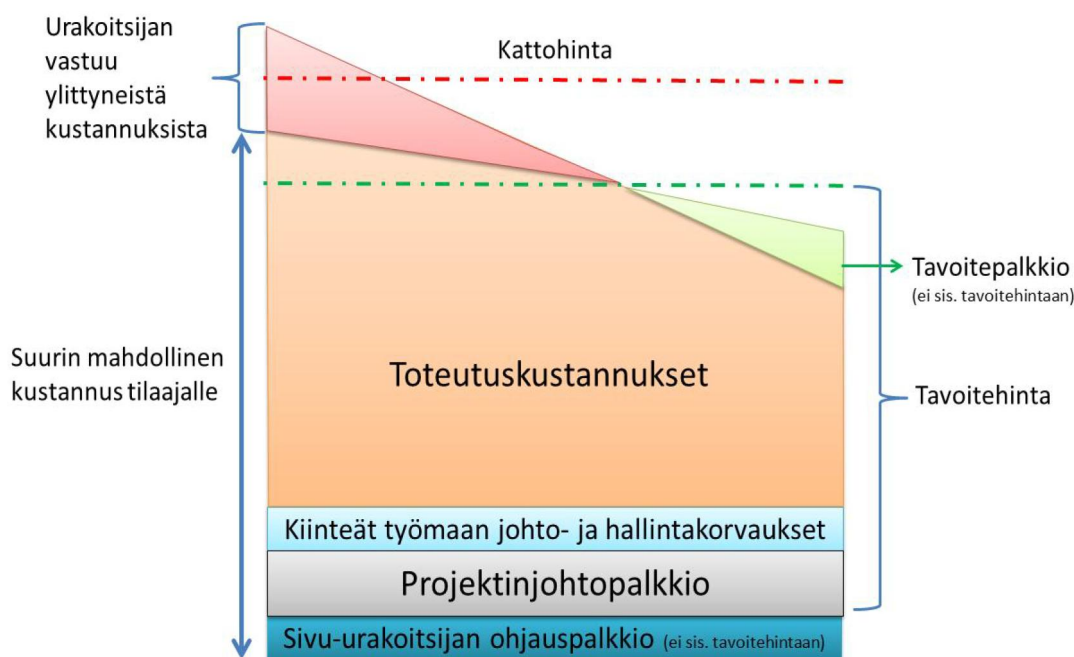 Urakoitsijan
vastuu
ylittyneistä
kustannuksista
Kattohinta
Tavoitepalkkio
(ei sis. tavoitehintaan)
Suurin mahdollinen
kustannus tilaajalle
Toteutuskustannukset
Tavoitehinta
Kiinteät työmaan johto- ja hallintakorvaukset
Projektinjohtopalkkio
Sivu-urakoitsijan ohjauspalkkio (ei sis. tavoitehintaan)